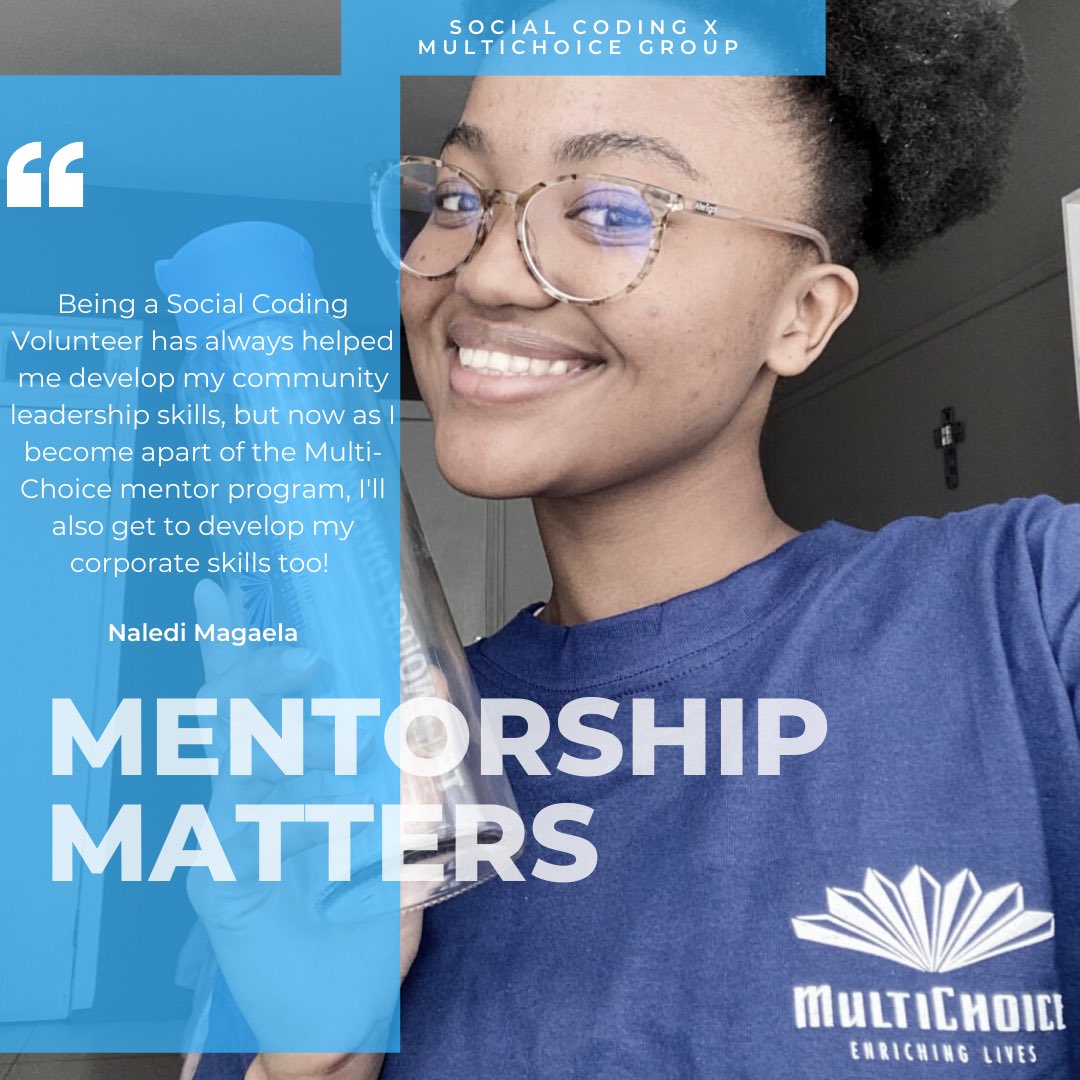 SOCIAL CODING X
MULTICHOICE GROUP
“
Being a Social Coding
Volunteer has always helped
me develop my community
leadership skills, but now as I
become apart of the Multi-
Choice mentor program, I'll
also get to develop my
corporate skills too!
Naledi Magaela
MENTORSHIP
MATTERS
MULTICHOICE
ENRICHING LIVES